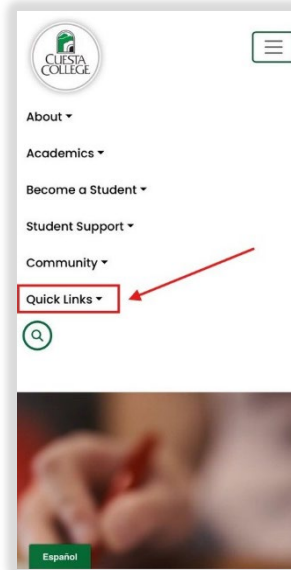 CUESTA
COLLEGE
About
Academics
Become a Student
Student Support
Community
Quick Links
Español